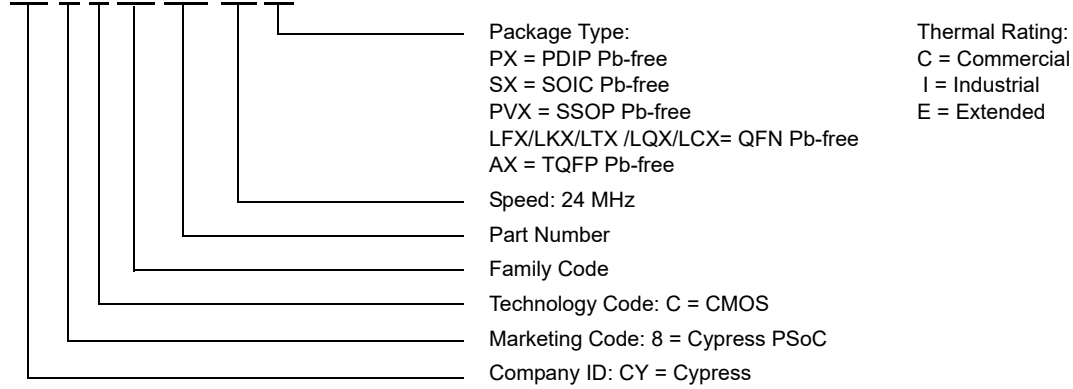 Package Type:
PX = PDIP Pb-free
SX = SOIC Pb-free
PVX = SSOP Pb-free
LFX/LKX/LTX /LQX/LCX= QFN Pb-free
AX = TQFP Pb-free
Thermal Rating:
C = Commercial
I = Industrial
E = Extended
Speed: 24 MHz
Part Number
Family Code
Technology Code: C = CMOS
Marketing Code: 8 = Cypress PSoC
Company ID: CY = Cypress